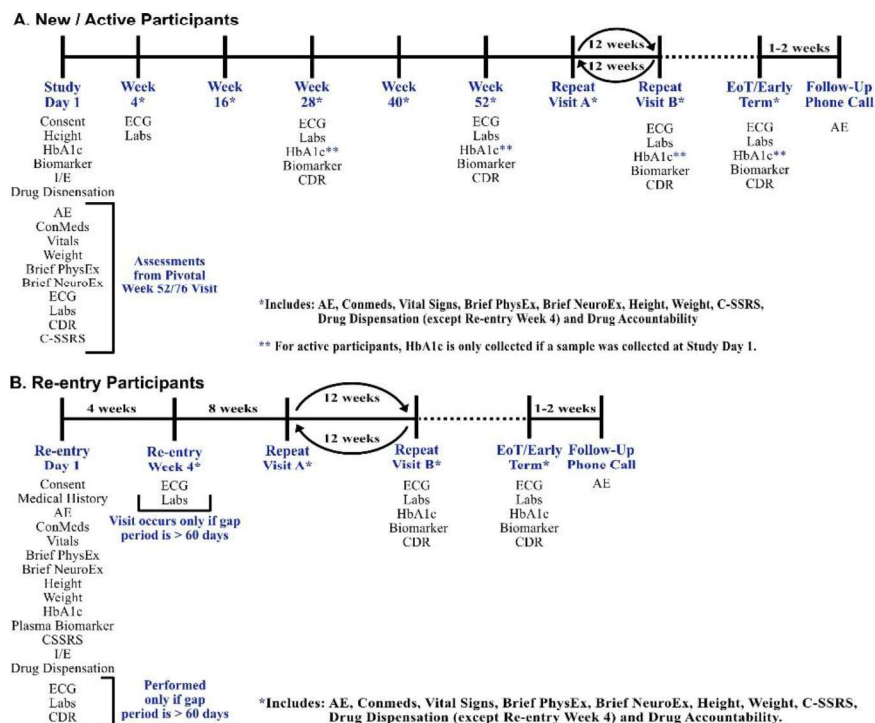 A. New / Active Participants
12 weeks
12 weeks
1-2 weeks
Study Day 1
Week 4*
Week 16*
Week 28*
Week 40*
Week 52*
Repeat Visit A*
Repeat Visit B*
EoT/Early Term*
Follow-Up Phone Call
Consent
Height
HbA1c
Biomarker
I/E
Drug Dispensation
ECG
Labs
ECG
Labs
HbA1c**
Biomarker
CDR
ECG
Labs
HbA1c**
Biomarker
CDR
ECG
Labs
HbA1c**
Biomarker
CDR
ECG
Labs
HbA1c**
Biomarker
CDR
AE
AE
ConMeds
Vitals
Weight
Brief PhysEx
Brief NeuroEx
ECG
Labs
CDR
C-SSRS
Assessments
from Pivotal
Week 52/76 Visit
*Includes: AE, Conmeds, Vital Signs, Brief PhysEx, Brief NeuroEx, Height, Weight, C-SSRS,
Drug Dispensation (except Re-entry Week 4) and Drug Accountability
** For active participants, HbA1c is only collected if a sample was collected at Study Day 1.
B. Re-entry Participants
4 weeks
8 weeks
12 weeks
12 weeks
1-2 weeks
Re-entry Day 1
Re-entry Week 4*
Repeat Visit A*
Repeat Visit B*
EoT/Early Term*
Follow-Up Phone Call
Consent
Medical History
AE
ConMeds
Vitals
Brief PhysEx
Brief NeuroEx
Height
Weight
HbA1c
Plasma Biomarker
CSSRS
I/E
Drug Dispensation
ECG
Labs
Visit occurs only if gap
period is > 60 days
ECG
Labs
HbA1c
Biomarker
CDR
ECG
Labs
HbA1c
Biomarker
CDR
AE
ECG
Labs
CDR
Performed
only if gap
period is > 60 days
*Includes: AE, Conmeds, Vital Signs, Brief PhysEx, Brief NeuroEx, Height, Weight, C-SSRS,
Drug Dispensation (except Re-entry Week 4) and Drug Accountability.